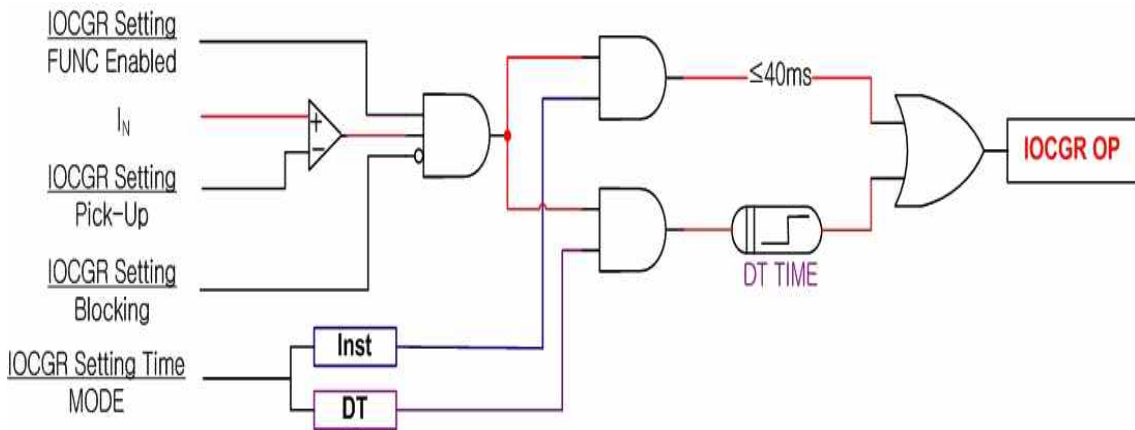 IOCGR Setting
FUNC Enabled
I_N
IOCGR Setting
Pick-Up
IOCGR Setting
Blocking
IOCGR Setting Time
MODE
Inst
DT
+
−
≤40ms
DT TIME
IOCGR OP